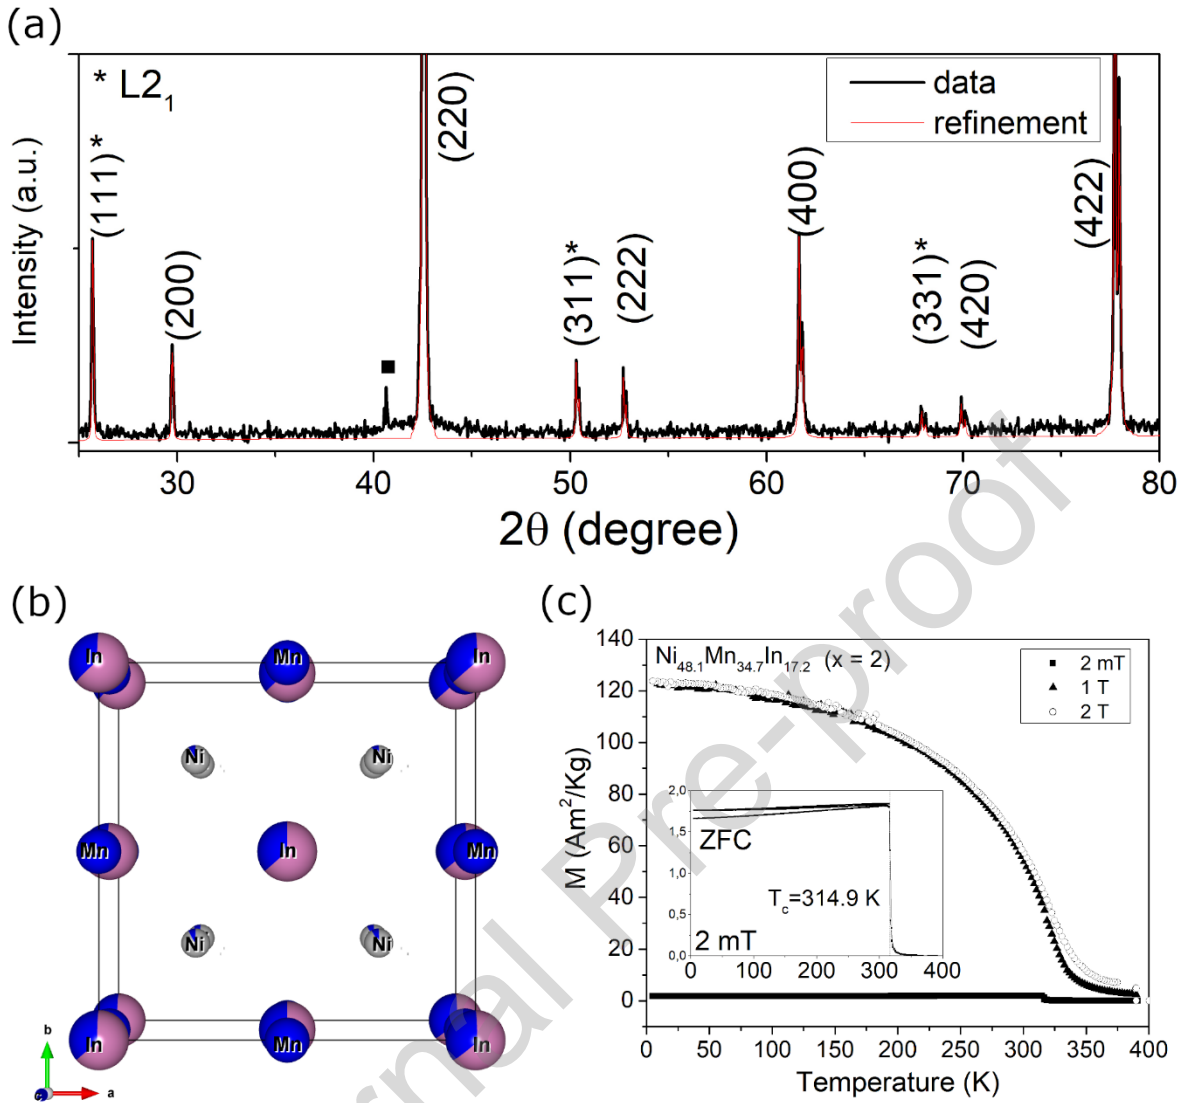 (a)
* L2₁
(111)*
(200)
■
(220)
(311)*
(222)
(400)
(331)*
(420)
(422)
data
refinement
Intensity (a.u.)
30 40 50 60 70 80
2θ (degree)
(b)
In Mn In
Ni Ni
Mn In Mn
Ni Ni
In Mn In
b
c a
(c)
Ni₄₈.₁Mn₃₄.₇In₁₇.₂ (x = 2)
2 mT
1 T
2 T
M (Am²/Kg)
140
120
100
80
60
40
20
0
2,0
1,5
1,0
0,5
0,0
ZFC
T꜀=314.9 K
2 mT
0 100 200 300 400
0 50 100 150 200 250 300 350 400
Temperature (K)
rnal Pre-proof